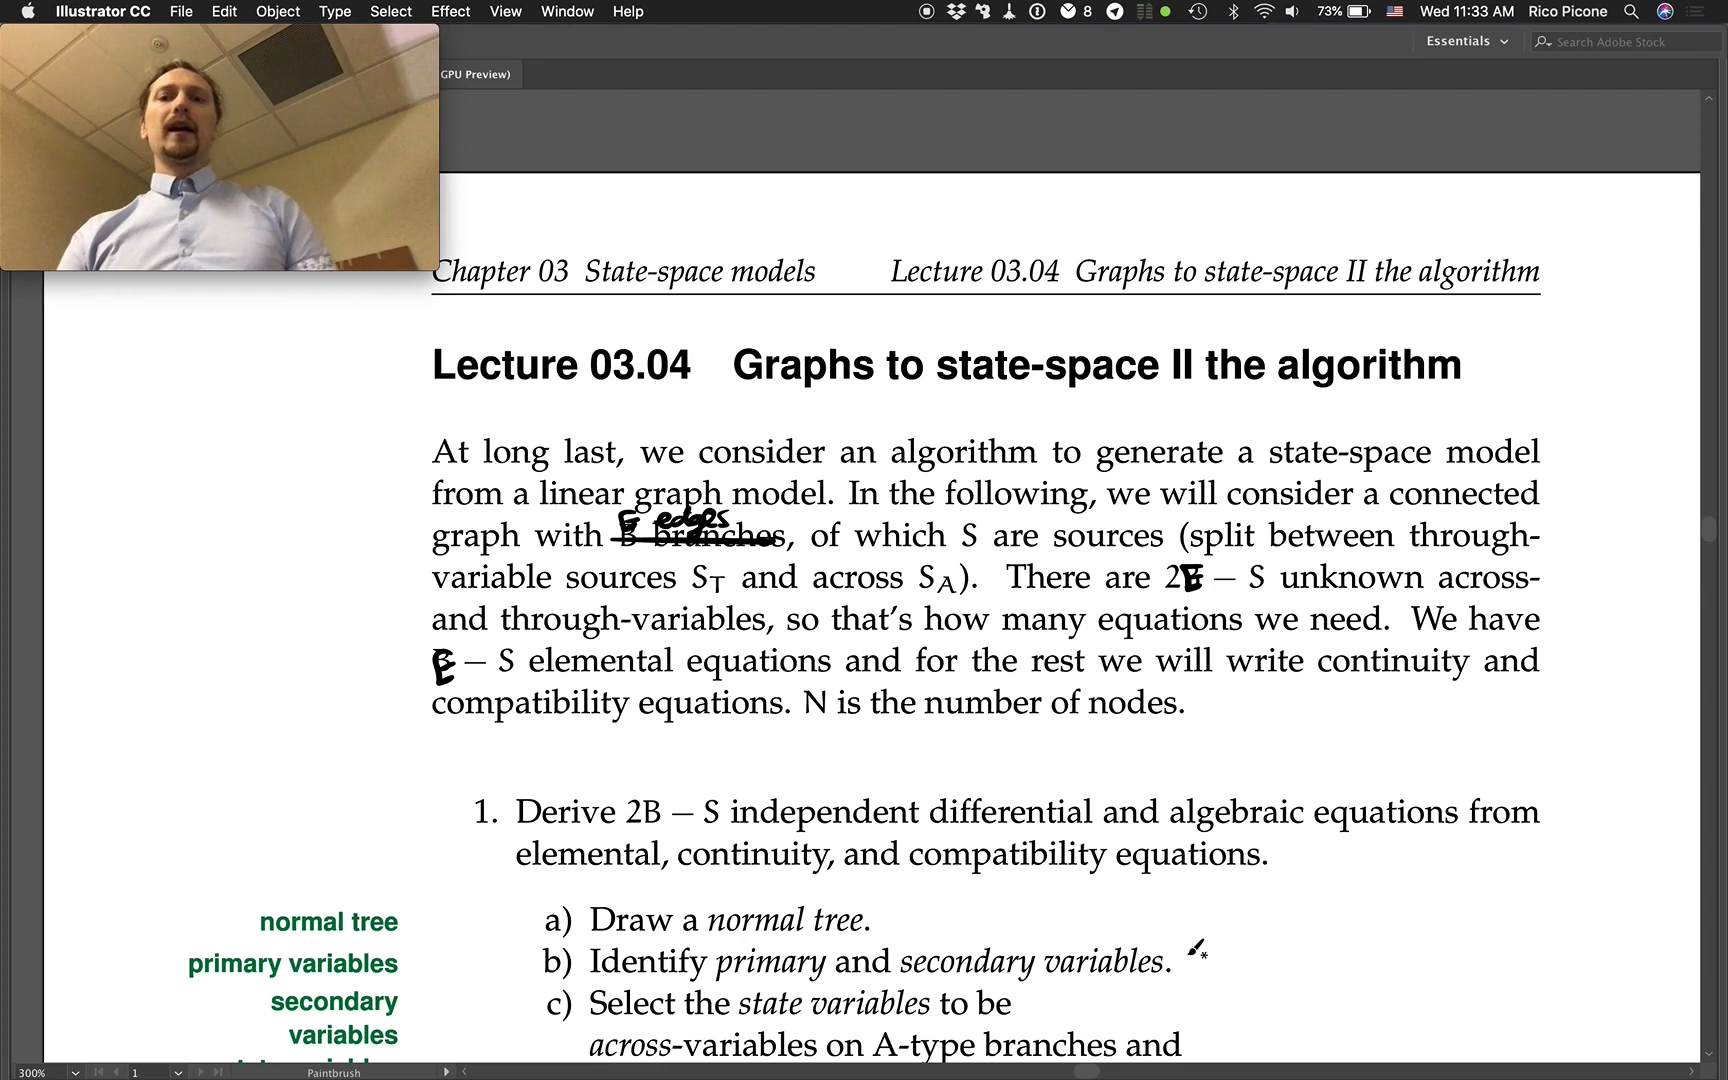 Illustrator CC File Edit Object Type Select Effect View Window Help 8 73% Wed 11:33 AM Rico Picone
Essentials Search Adobe Stock
GPU Preview)
Chapter 03 State-space models Lecture 03.04 Graphs to state-space II the algorithm
Lecture 03.04 Graphs to state-space II the algorithm
At long last, we consider an algorithm to generate a state-space model
from a linear graph model. In the following, we will consider a connected
E edges
graph with B branches, of which S are sources (split between through-
variable sources S_T and across S_A). There are 2E − S unknown across-
and through-variables, so that's how many equations we need. We have
E − S elemental equations and for the rest we will write continuity and
compatibility equations. N is the number of nodes.
1. Derive 2B − S independent differential and algebraic equations from
elemental, continuity, and compatibility equations.
normal tree a) Draw a normal tree.
primary variables b) Identify primary and secondary variables.
secondary c) Select the state variables to be
variables
across-variables on A-type branches and
300% 1 Paintbrush